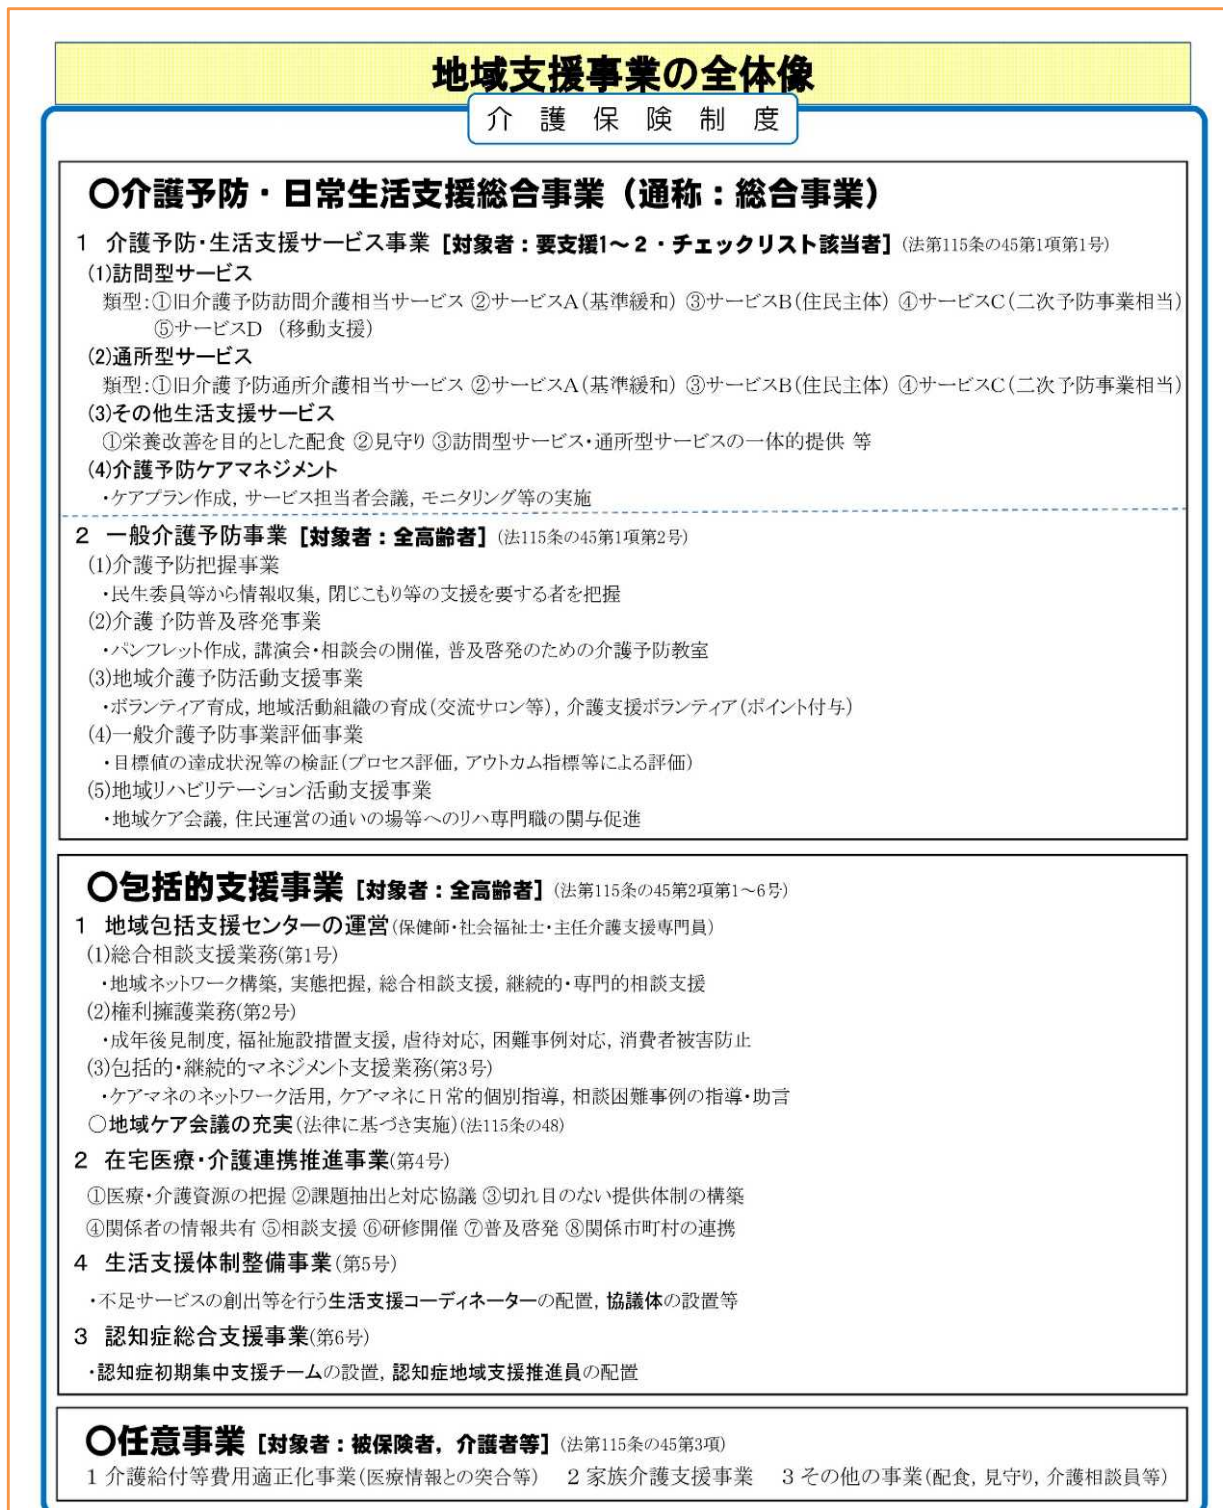 地域支援事業の全体像
介護保険制度
〇介護予防・日常生活支援総合事業（通称：総合事業）
1 介護予防・生活支援サービス事業［対象者：要支援1～2・チェックリスト該当者］（法第115条の45第1項第1号）
(1)訪問型サービス
類型：①旧介護予防訪問介護相当サービス ②サービスA（基準緩和） ③サービスB（住民主体） ④サービスC（二次予防事業相当）
⑤サービスD （移動支援）
(2)通所型サービス
類型：①旧介護予防通所介護相当サービス ②サービスA（基準緩和） ③サービスB（住民主体） ④サービスC（二次予防事業相当）
(3)その他生活支援サービス
①栄養改善を目的とした配食 ②見守り ③訪問型サービス・通所型サービスの一体的提供 等
(4)介護予防ケアマネジメント
・ケアプラン作成，サービス担当者会議，モニタリング等の実施
2 一般介護予防事業［対象者：全高齢者］（法115条の45第1項第2号）
(1)介護予防把握事業
・民生委員等から情報収集，閉じこもり等の支援を要する者を把握
(2)介護予防普及啓発事業
・パンフレット作成，講演会・相談会の開催，普及啓発のための介護予防教室
(3)地域介護予防活動支援事業
・ボランティア育成，地域活動組織の育成（交流サロン等），介護支援ボランティア（ポイント付与）
(4)一般介護予防事業評価事業
・目標値の達成状況等の検証（プロセス評価，アウトカム指標等による評価）
(5)地域リハビリテーション活動支援事業
・地域ケア会議，住民運営の通いの場等へのリハ専門職の関与促進
〇包括的支援事業［対象者：全高齢者］（法第115条の45第2項第1～6号）
1 地域包括支援センターの運営（保健師・社会福祉士・主任介護支援専門員）
(1)総合相談支援業務(第1号)
・地域ネットワーク構築，実態把握，総合相談支援，継続的・専門的相談支援
(2)権利擁護業務(第2号)
・成年後見制度，福祉施設措置支援，虐待対応，困難事例対応，消費者被害防止
(3)包括的・継続的マネジメント支援業務(第3号)
・ケアマネのネットワーク活用，ケアマネに日常的個別指導，相談困難事例の指導・助言
〇地域ケア会議の充実（法律に基づき実施）(法115条の48)
2 在宅医療・介護連携推進事業(第4号)
①医療・介護資源の把握 ②課題抽出と対応協議 ③切れ目のない提供体制の構築
④関係者の情報共有 ⑤相談支援 ⑥研修開催 ⑦普及啓発 ⑧関係市町村の連携
4 生活支援体制整備事業（第5号）
・不足サービスの創出等を行う生活支援コーディネーターの配置，協議体の設置等
3 認知症総合支援事業(第6号)
・認知症初期集中支援チームの設置，認知症地域支援推進員の配置
〇任意事業［対象者：被保険者，介護者等］（法第115条の45第3項）
1 介護給付等費用適正化事業（医療情報との突合等） 2 家族介護支援事業 3 その他の事業（配食，見守り，介護相談員等）